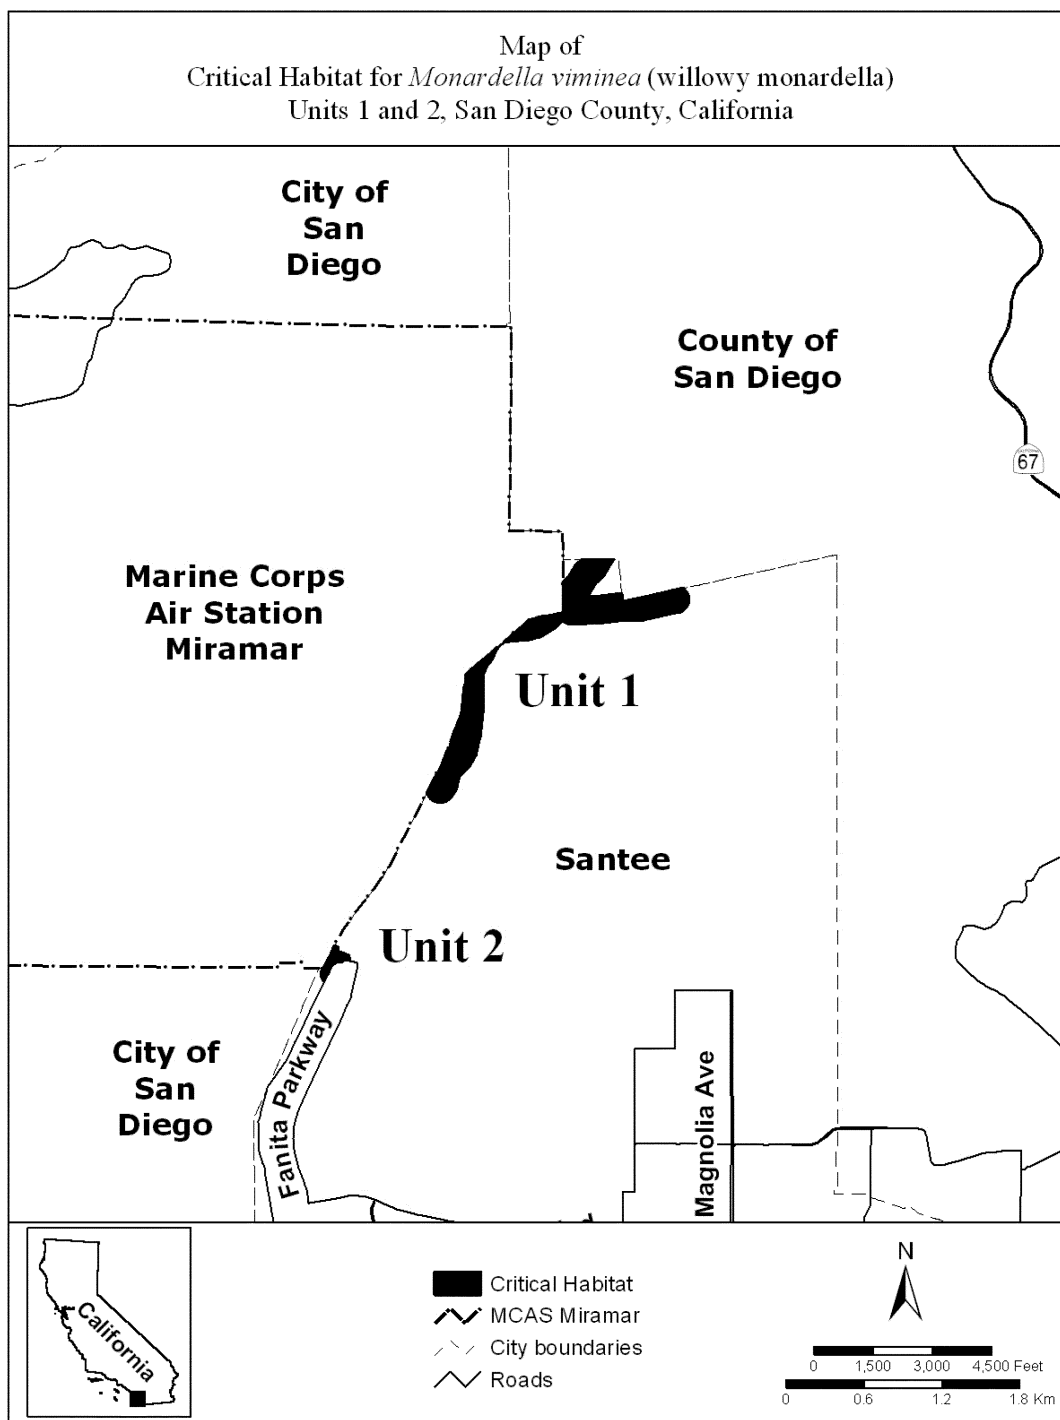 Map of
Critical Habitat for Monardella viminea (willowy monardella)
Units 1 and 2, San Diego County, California
City of
San
Diego
County of
San Diego
67
Marine Corps
Air Station
Miramar
Unit 1
Santee
Unit 2
City of
San
Diego
Fanita Parkway
Magnolia Ave
California
Critical Habitat
MCAS Miramar
City boundaries
Roads
N
0 1,500 3,000 4,500 Feet
0 0.6 1.2 1.8 Km